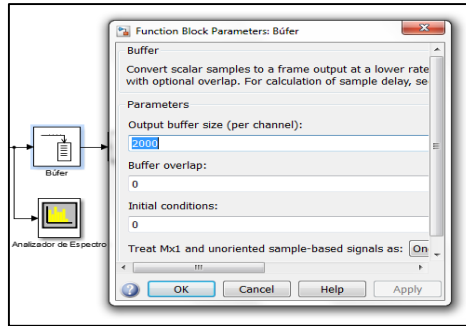 Function Block Parameters: Búfer
Buffer
Convert scalar samples to a frame output at a lower rate
with optional overlap. For calculation of sample delay, se
Parameters
Output buffer size (per channel):
2000
Buffer overlap:
0
Initial conditions:
0
Treat Mx1 and unoriented sample-based signals as: On
OK Cancel Help Apply
Búfer
Analizador de Espectro